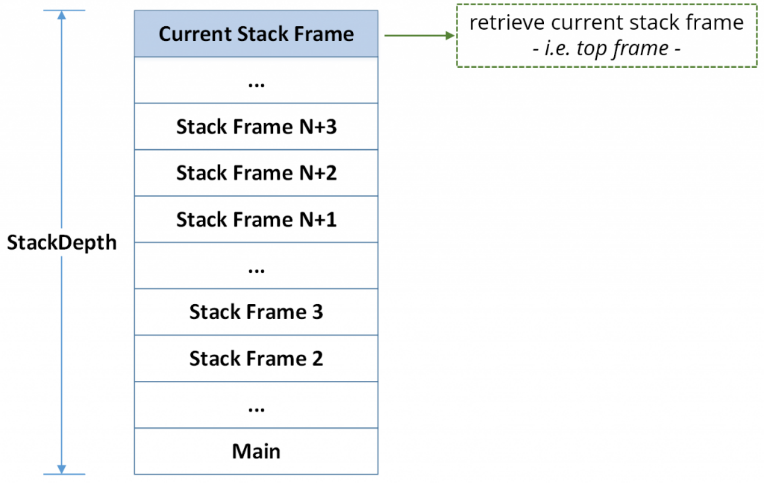 Current Stack Frame
retrieve current stack frame
- i.e. top frame -
...
Stack Frame N+3
Stack Frame N+2
Stack Frame N+1
StackDepth
...
Stack Frame 3
Stack Frame 2
...
Main